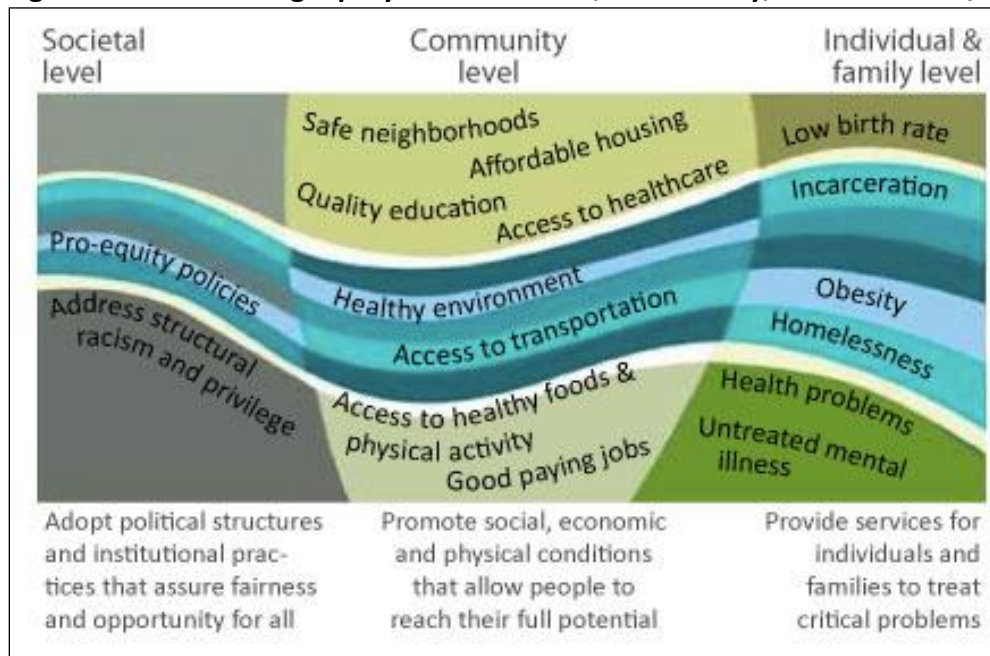 Societal
level
Community
level
Individual &
family level
Safe neighborhoods
Affordable housing
Quality education
Access to healthcare
Low birth rate
Incarceration
Pro-equity policies
Healthy environment
Obesity
Address structural
racism and privilege
Access to transportation
Homelessness
Access to healthy foods &
physical activity
Good paying jobs
Health problems
Untreated mental
illness
Adopt political structures
and institutional prac-
tices that assure fairness
and opportunity for all
Promote social, economic
and physical conditions
that allow people to
reach their full potential
Provide services for
individuals and
families to treat
critical problems